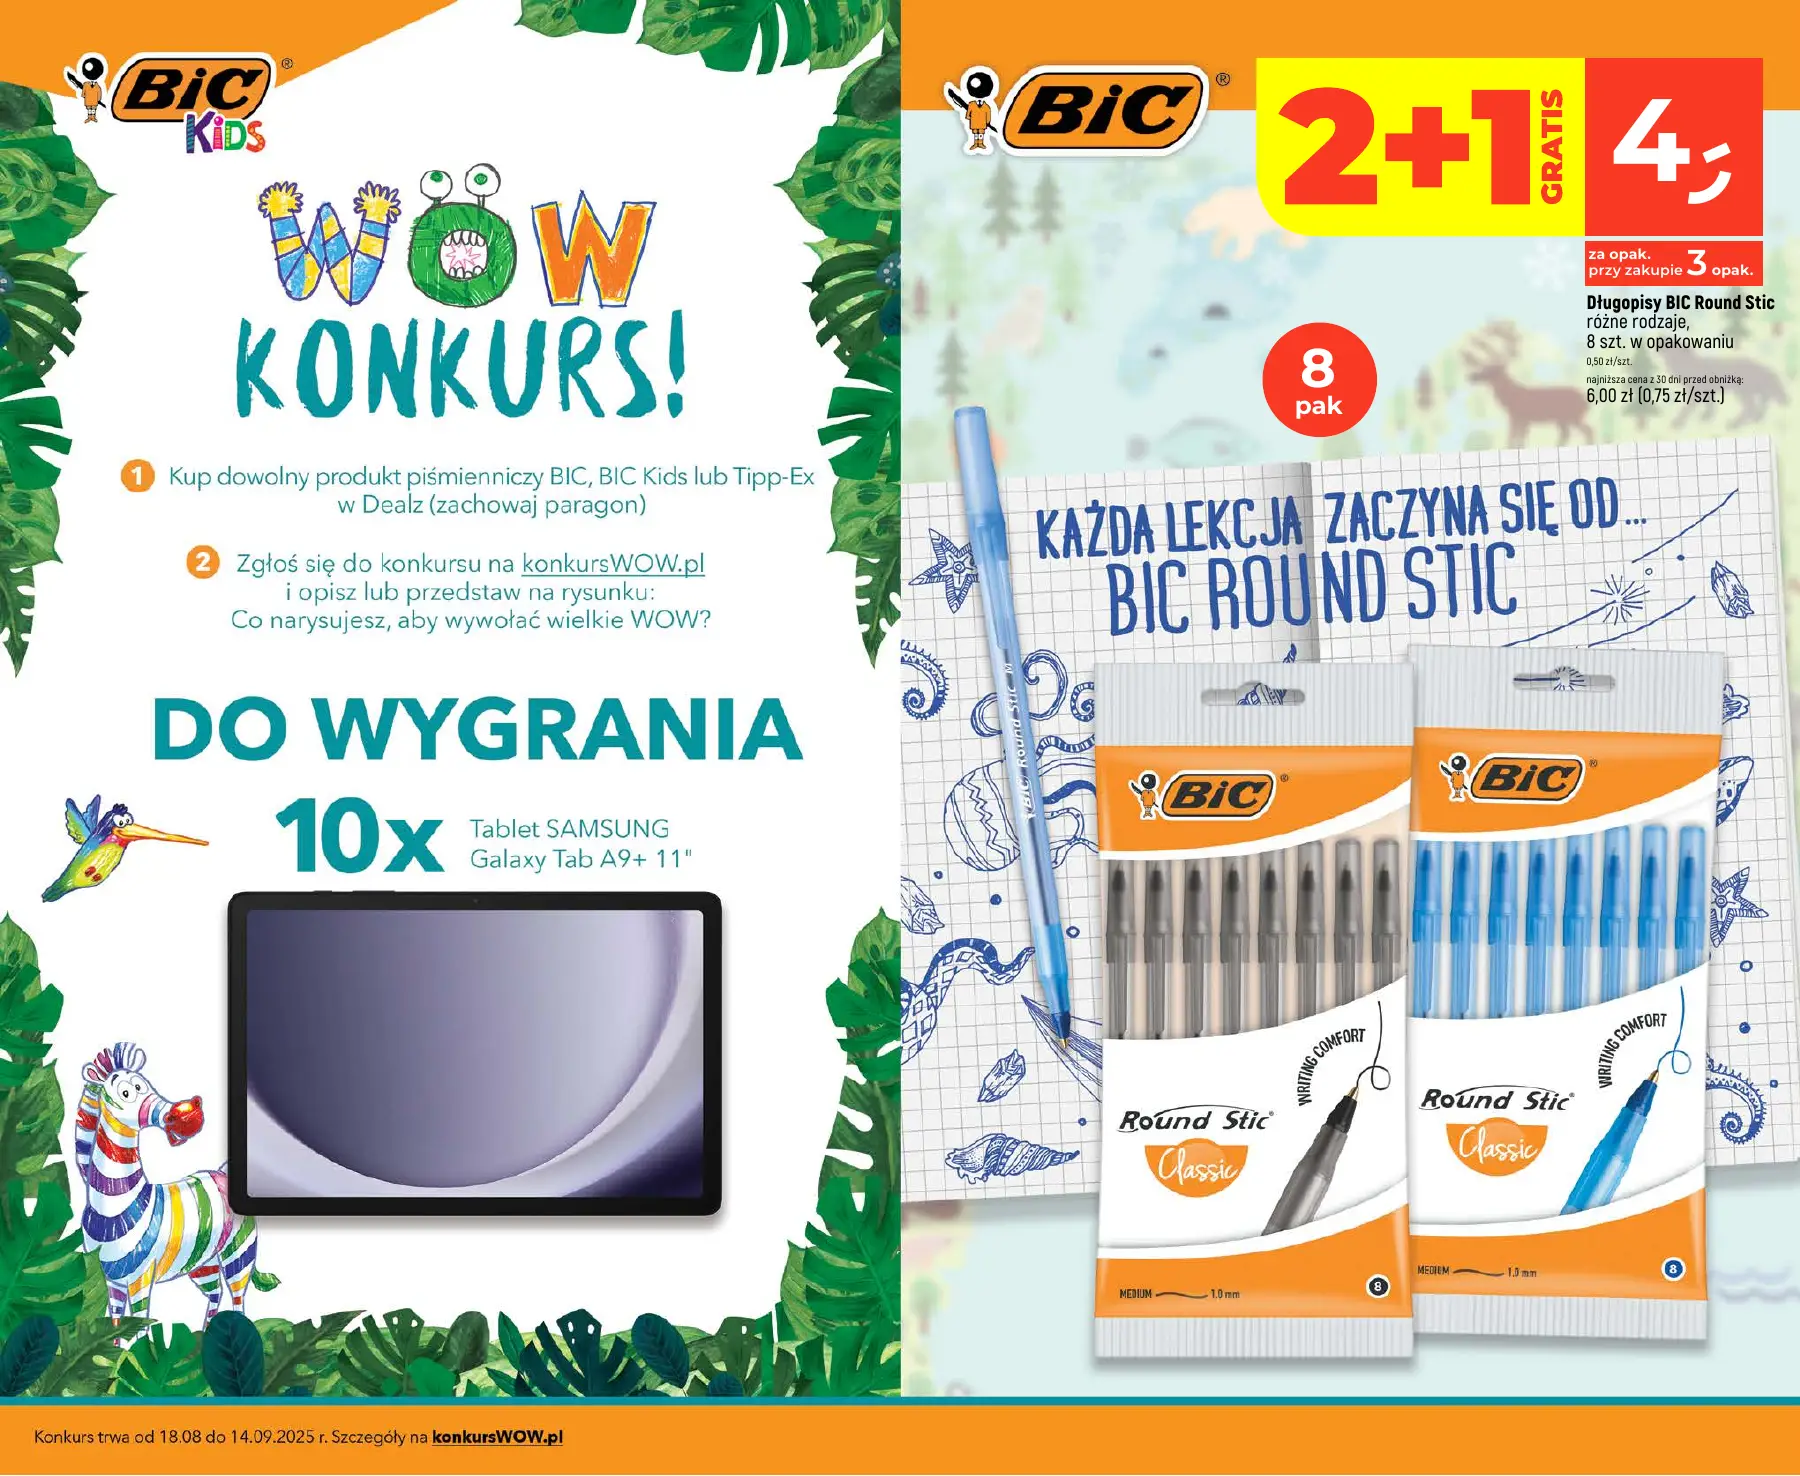 BiC®
KiDS
WOW
KONKURS!
1 Kup dowolny produkt piśmienniczy BIC, BIC Kids lub Tipp-Ex
w Dealz (zachowaj paragon)
2 Zgłoś się do konkursu na konkursWOW.pl
i opisz lub przedstaw na rysunku:
Co narysujesz, aby wywołać wielkie WOW?
DO WYGRANIA
10x
Tablet SAMSUNG
Galaxy Tab A9+ 11"
Konkurs trwa od 18.08 do 14.09.2025 r. Szczegóły na konkursWOW.pl
BiC®
2+1
GRATIS
4,-
za opak.
przy zakupie 3 opak.
Długopisy BIC Round Stic
różne rodzaje,
8 szt. w opakowaniu
0,50 zł/szt.
najniższa cena z 30 dni przed obniżką:
6,00 zł (0,75 zł/szt.)
8
pak
KAŻDA LEKCJA ZACZYNA SIĘ OD...
BIC ROUND STIC
BIC Round Stic M
BiC®
WRITING COMFORT
Round Stic®
Classic
MEDIUM 1.0 mm
8
BiC®
WRITING COMFORT
Round Stic®
Classic
MEDIUM 1.0 mm
8